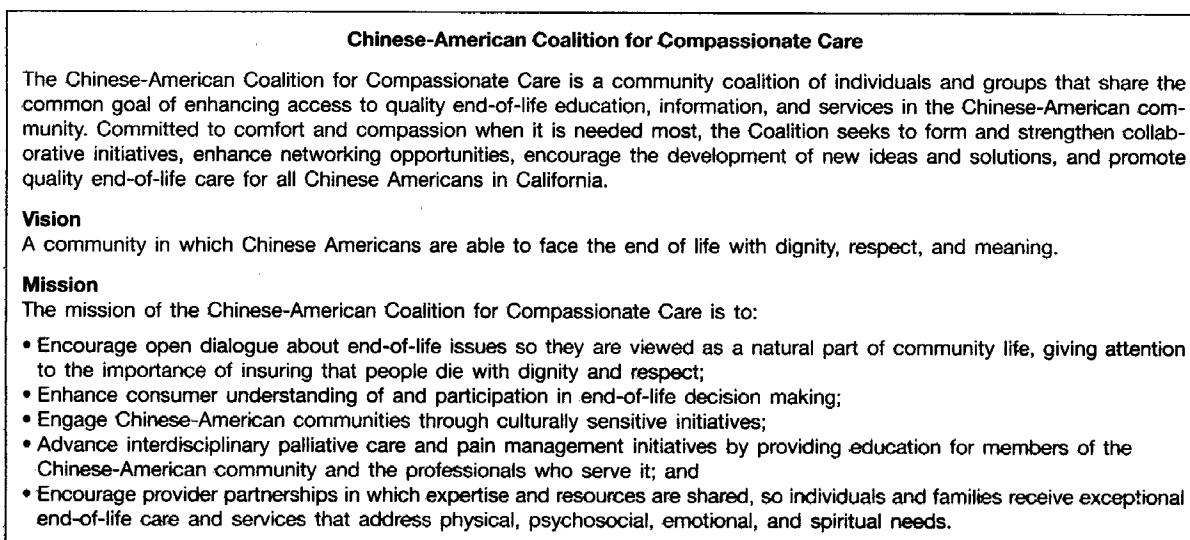 Chinese-American Coalition for Compassionate Care
The Chinese-American Coalition for Compassionate Care is a community coalition of individuals and groups that share the
common goal of enhancing access to quality end-of-life education, information, and services in the Chinese-American com-
munity. Committed to comfort and compassion when it is needed most, the Coalition seeks to form and strengthen collab-
orative initiatives, enhance networking opportunities, encourage the development of new ideas and solutions, and promote
quality end-of-life care for all Chinese Americans in California.
Vision
A community in which Chinese Americans are able to face the end of life with dignity, respect, and meaning.
Mission
The mission of the Chinese-American Coalition for Compassionate Care is to:
• Encourage open dialogue about end-of-life issues so they are viewed as a natural part of community life, giving attention
to the importance of insuring that people die with dignity and respect;
• Enhance consumer understanding of and participation in end-of-life decision making;
• Engage Chinese-American communities through culturally sensitive initiatives;
• Advance interdisciplinary palliative care and pain management initiatives by providing education for members of the
Chinese-American community and the professionals who serve it; and
• Encourage provider partnerships in which expertise and resources are shared, so individuals and families receive exceptional
end-of-life care and services that address physical, psychosocial, emotional, and spiritual needs.